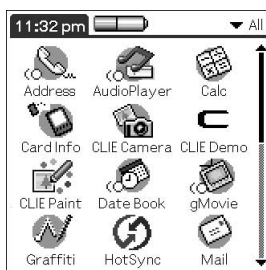 11:32 pm All
Address AudioPlayer Calc
Card Info CLIE Camera CLIE Demo
CLIE Paint Date Book gMovie
Graffiti HotSync Mail